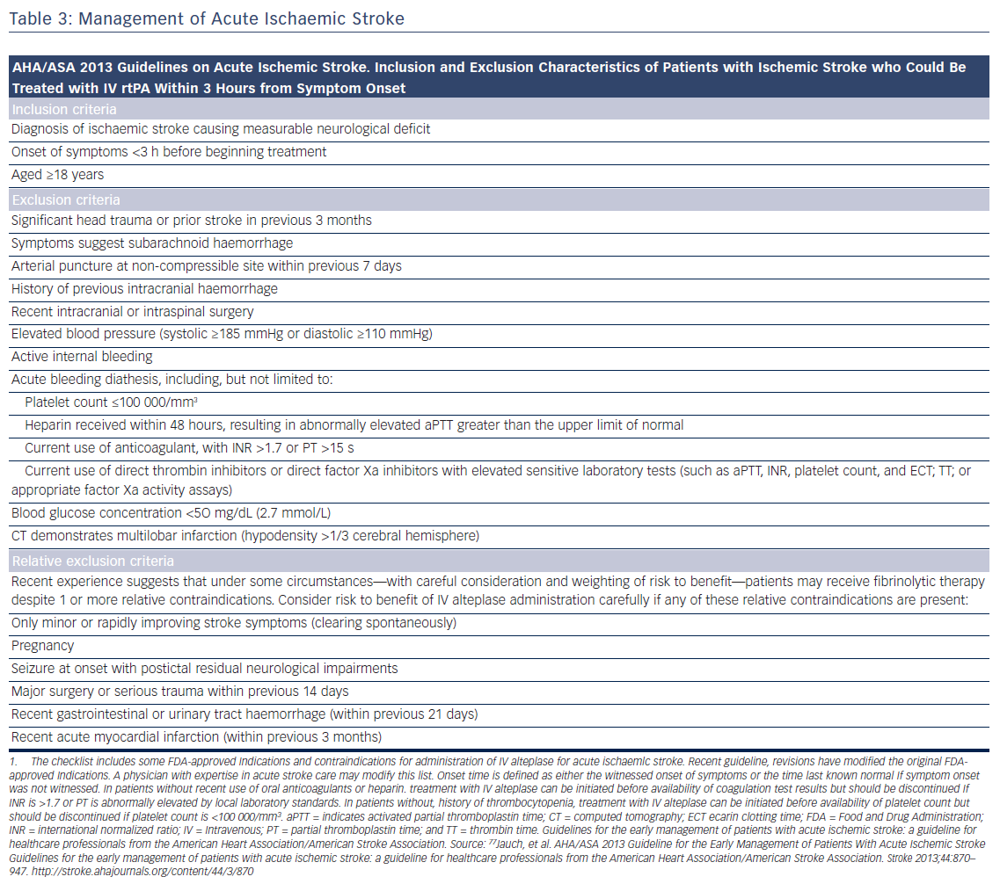 Table 3: Management of Acute Ischaemic Stroke
AHA/ASA 2013 Guidelines on Acute Ischemic Stroke. Inclusion and Exclusion Characteristics of Patients with Ischemic Stroke who Could Be
Treated with IV rtPA Within 3 Hours from Symptom Onset
Inclusion criteria
Diagnosis of ischaemic stroke causing measurable neurological deficit
Onset of symptoms <3 h before beginning treatment
Aged ≥18 years
Exclusion criteria
Significant head trauma or prior stroke in previous 3 months
Symptoms suggest subarachnoid haemorrhage
Arterial puncture at non-compressible site within previous 7 days
History of previous intracranial haemorrhage
Recent intracranial or intraspinal surgery
Elevated blood pressure (systolic ≥185 mmHg or diastolic ≥110 mmHg)
Active internal bleeding
Acute bleeding diathesis, including, but not limited to:
Platelet count ≤100 000/mm³
Heparin received within 48 hours, resulting in abnormally elevated aPTT greater than the upper limit of normal
Current use of anticoagulant, with INR >1.7 or PT >15 s
Current use of direct thrombin inhibitors or direct factor Xa inhibitors with elevated sensitive laboratory tests (such as aPTT, INR, platelet count, and ECT; TT; or
appropriate factor Xa activity assays)
Blood glucose concentration <50 mg/dL (2.7 mmol/L)
CT demonstrates multilobar infarction (hypodensity >1/3 cerebral hemisphere)
Relative exclusion criteria
Recent experience suggests that under some circumstances—with careful consideration and weighting of risk to benefit—patients may receive fibrinolytic therapy
despite 1 or more relative contraindications. Consider risk to benefit of IV alteplase administration carefully if any of these relative contraindications are present:
Only minor or rapidly improving stroke symptoms (clearing spontaneously)
Pregnancy
Seizure at onset with postictal residual neurological impairments
Major surgery or serious trauma within previous 14 days
Recent gastrointestinal or urinary tract haemorrhage (within previous 21 days)
Recent acute myocardial infarction (within previous 3 months)
1. The checklist includes some FDA-approved Indications and contraindications for administration of IV alteplase for acute ischaemic stroke. Recent guideline, revisions have modified the original FDA-
approved Indications. A physician with expertise in acute stroke care may modify this list. Onset time is defined as either the witnessed onset of symptoms or the time last known normal if symptom onset
was not witnessed. In patients without recent use of oral anticoagulants or heparin. treatment with IV alteplase can be initiated before availability of coagulation test results but should be discontinued if
INR is >1.7 or PT is abnormally elevated by local laboratory standards. In patients without, history of thrombocytopenia, treatment with IV alteplase can be initiated before availability of platelet count but
should be discontinued if platelet count is <100 000/mm³. aPTT = indicates activated partial thromboplastin time; CT = computed tomography; ECT ecarin clotting time; FDA = Food and Drug Administration;
INR = international normalized ratio; IV = Intravenous; PT = partial thromboplastin time; and TT = thrombin time. Guidelines for the early management of patients with acute ischemic stroke: a guideline for
healthcare professionals from the American Heart Association/American Stroke Association. Source: ⁷⁷Jauch, et al. AHA/ASA 2013 Guideline for the Early Management of Patients With Acute Ischemic Stroke
Guidelines for the early management of patients with acute ischemic stroke: a guideline for healthcare professionals from the American Heart Association/American Stroke Association. Stroke 2013;44:870–
947. http://stroke.ahajournals.org/content/44/3/870